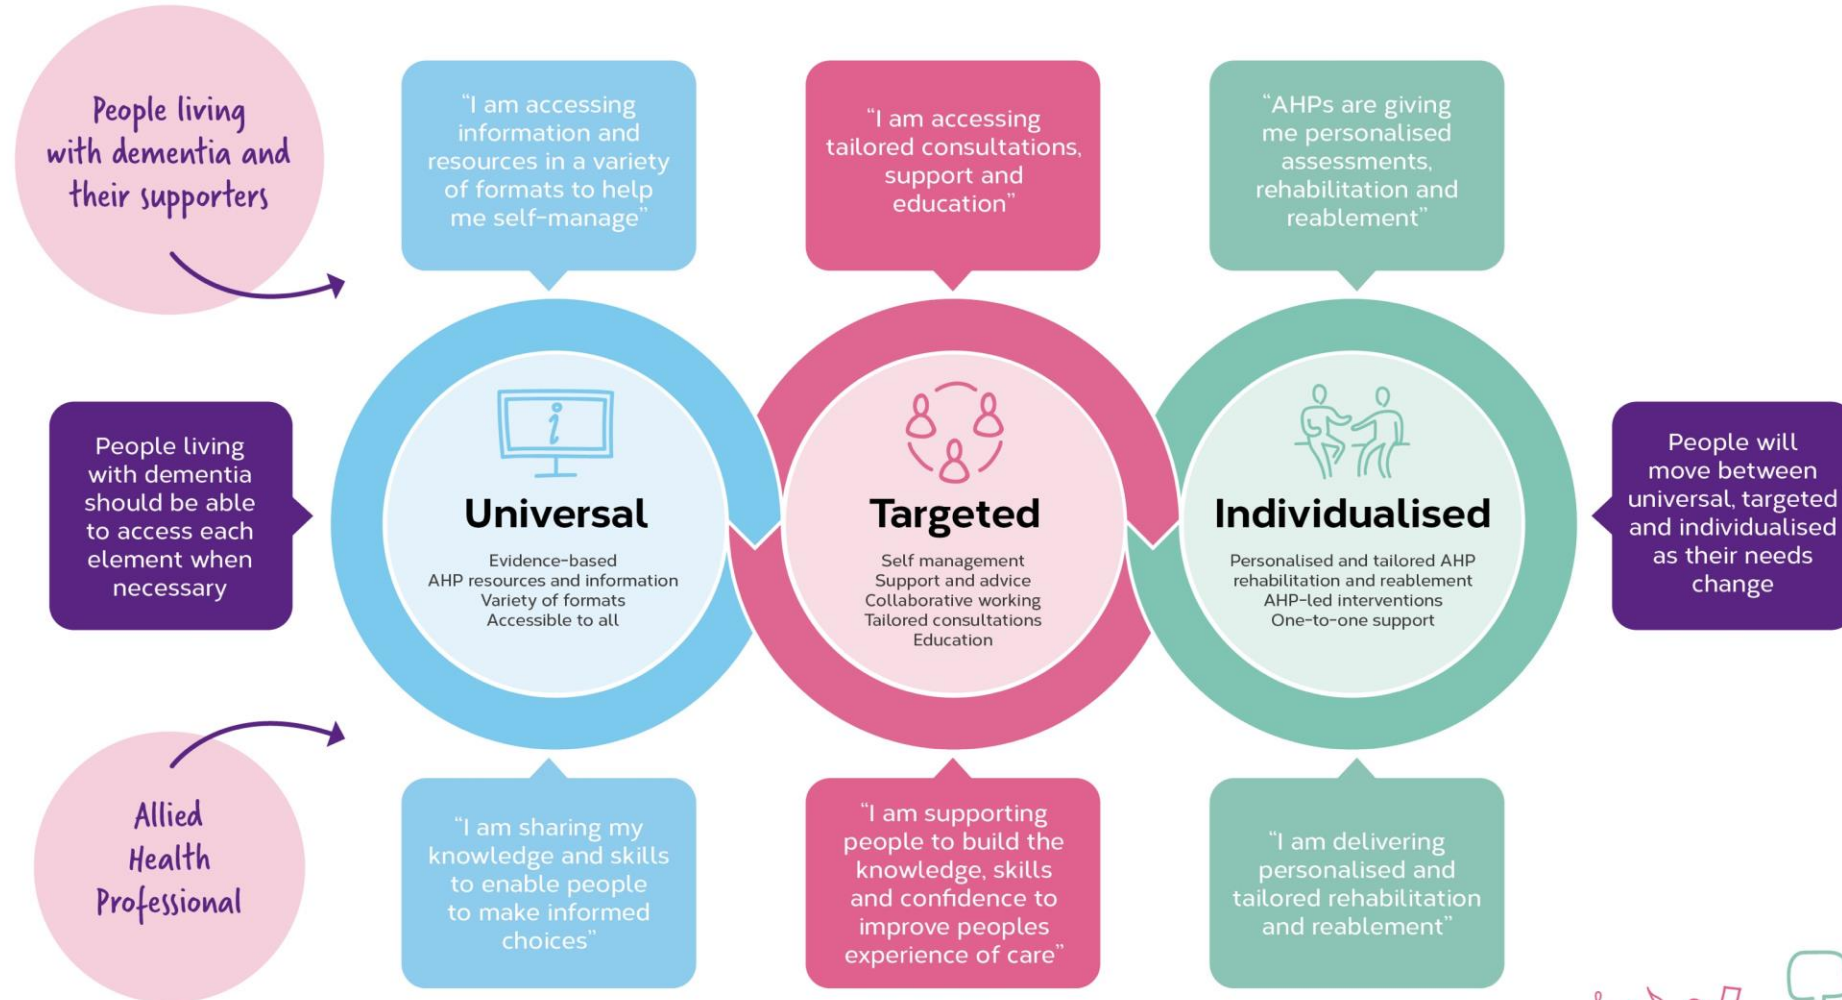 People living
with dementia and
their supporters
“I am accessing
information and
resources in a variety
of formats to help
me self-manage”
“I am accessing
tailored consultations,
support and
education”
“AHPs are giving
me personalised
assessments,
rehabilitation and
reablement”
People living
with dementia
should be able
to access each
element when
necessary
i
Universal
Evidence-based
AHP resources and information
Variety of formats
Accessible to all
Targeted
Self management
Support and advice
Collaborative working
Tailored consultations
Education
Individualised
Personalised and tailored AHP
rehabilitation and reablement
AHP-led interventions
One-to-one support
People will
move between
universal, targeted
and individualised
as their needs
change
Allied
Health
Professional
“I am sharing my
knowledge and skills
to enable people
to make informed
choices”
“I am supporting
people to build the
knowledge, skills
and confidence to
improve peoples
experience of care”
“I am delivering
personalised and
tailored rehabilitation
and reablement”